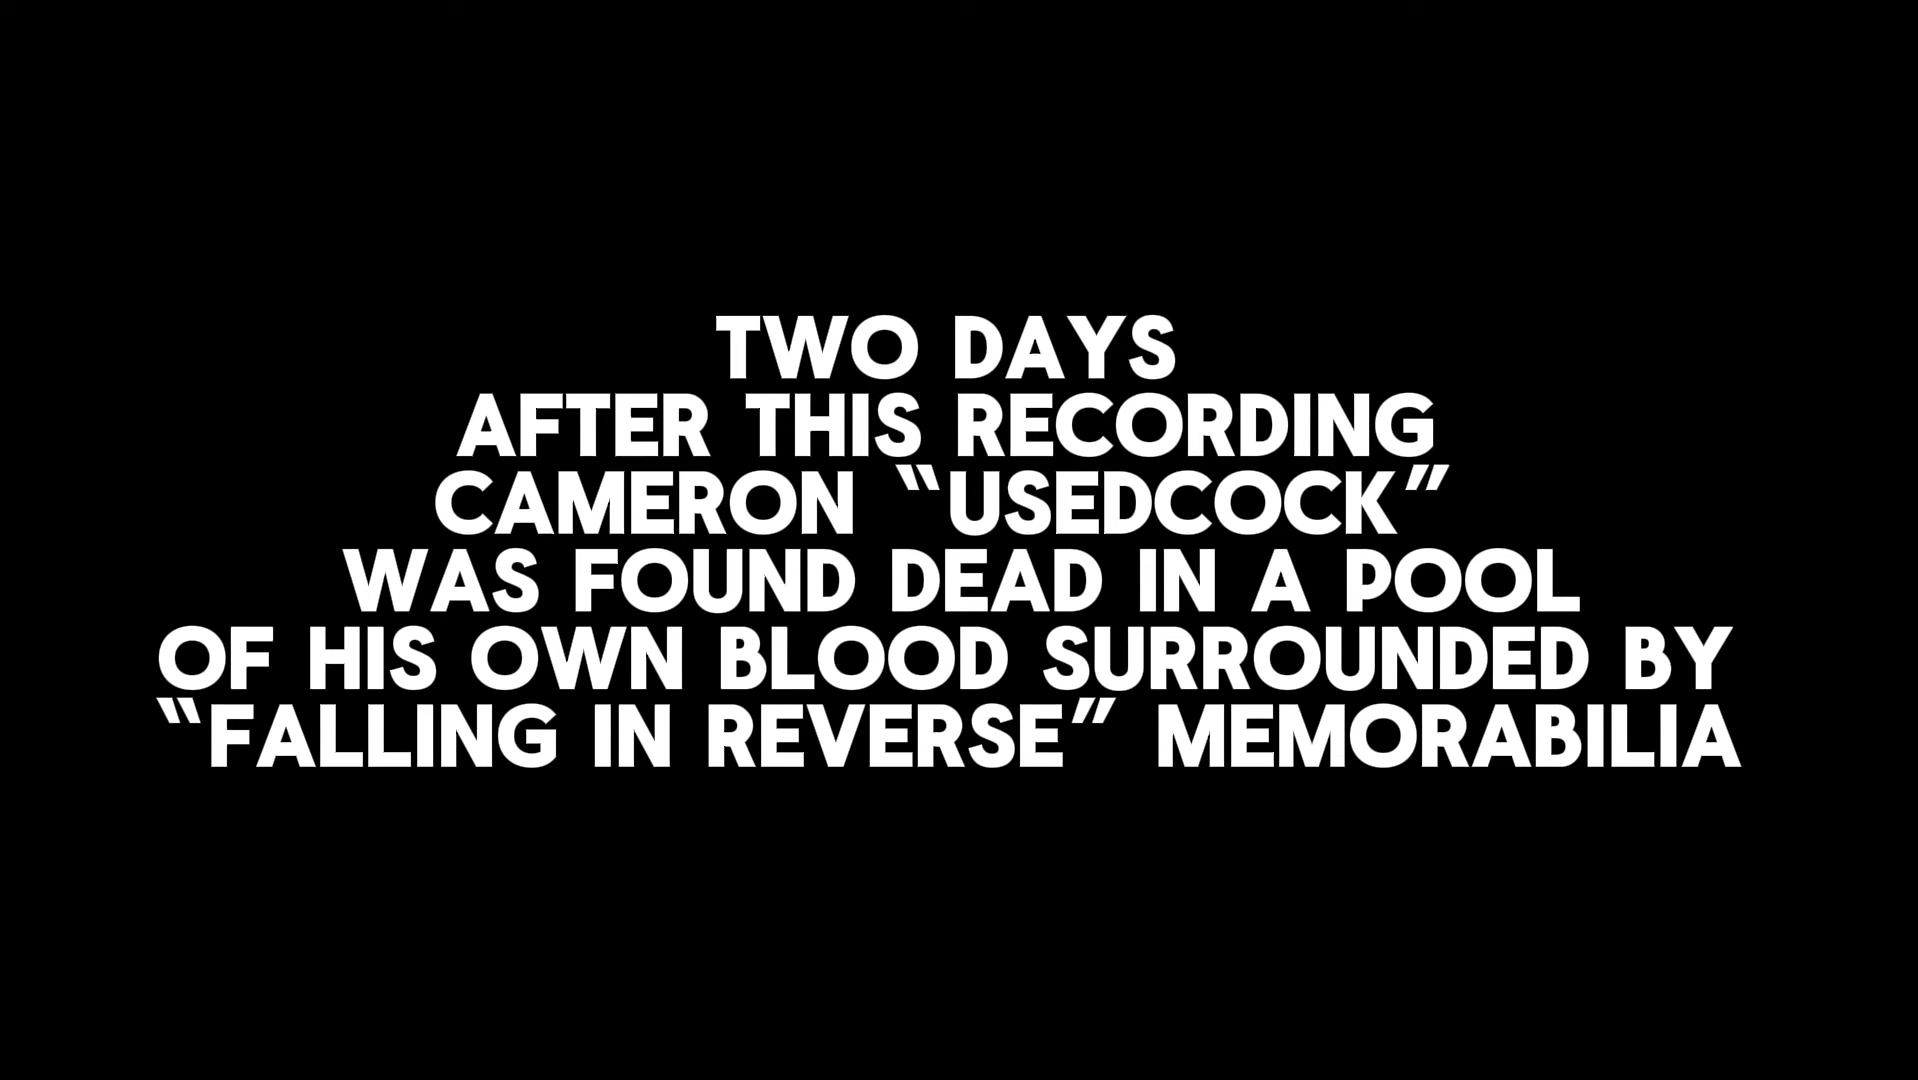 TWO DAYS
AFTER THIS RECORDING
CAMERON “USEDCOCK”
WAS FOUND DEAD IN A POOL
OF HIS OWN BLOOD SURROUNDED BY
“FALLING IN REVERSE” MEMORABILIA